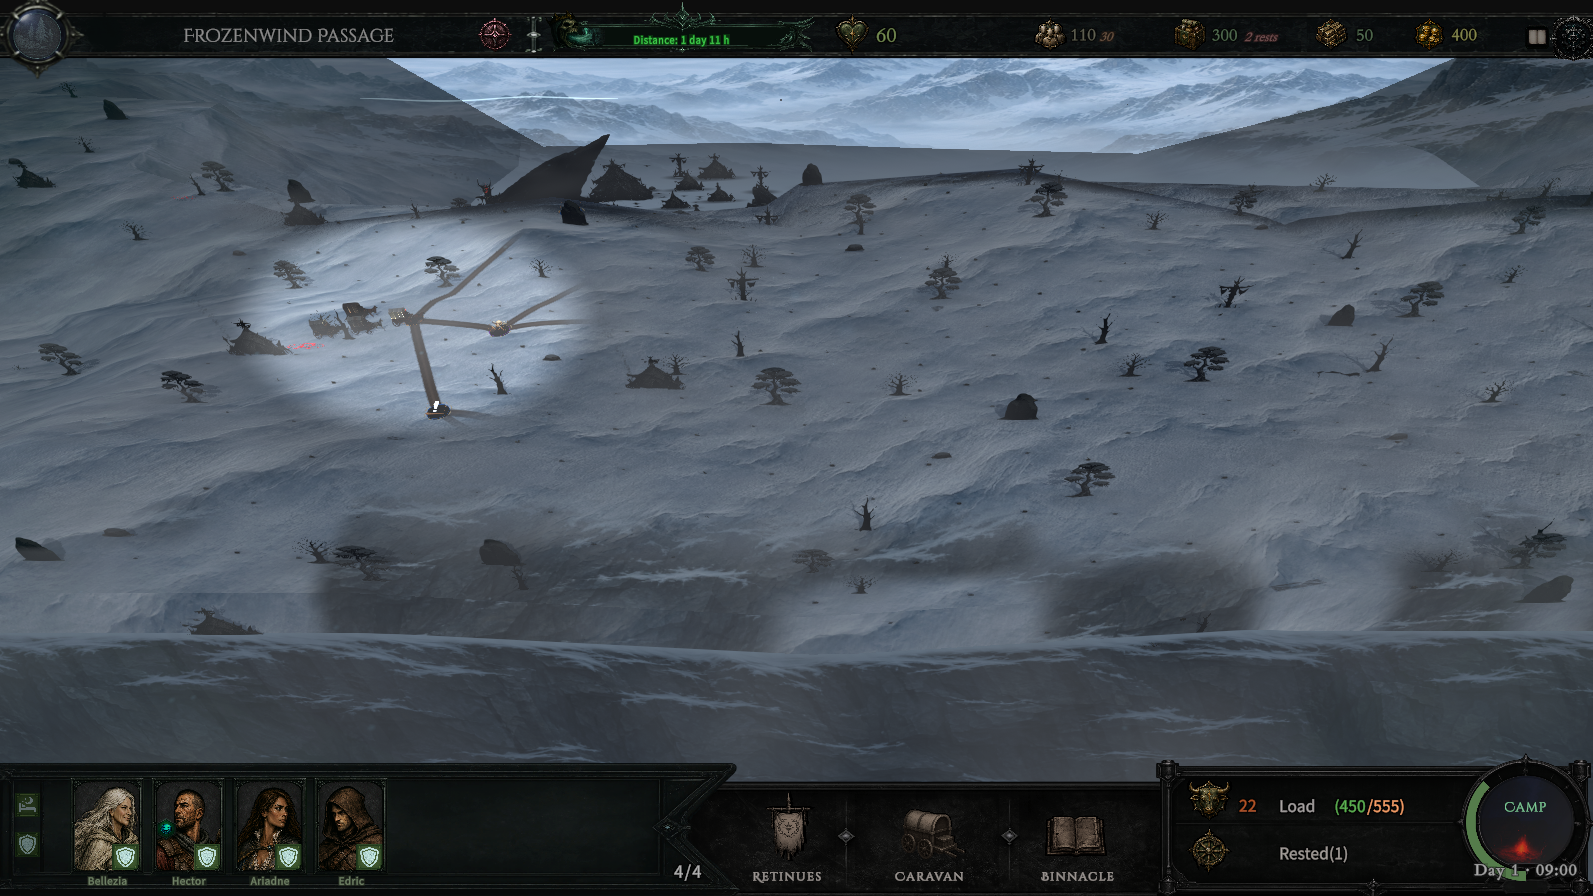 FROZENWIND PASSAGE
Distance: 1 day 11 h
60
110 30
300 2 rests
50
400
!
Bellezia
Hector
Ariadne
Edric
4/4
RETINUES
CARAVAN
BINNACLE
22 Load (450/555)
Rested(1)
CAMP
Day 1 · 09:00